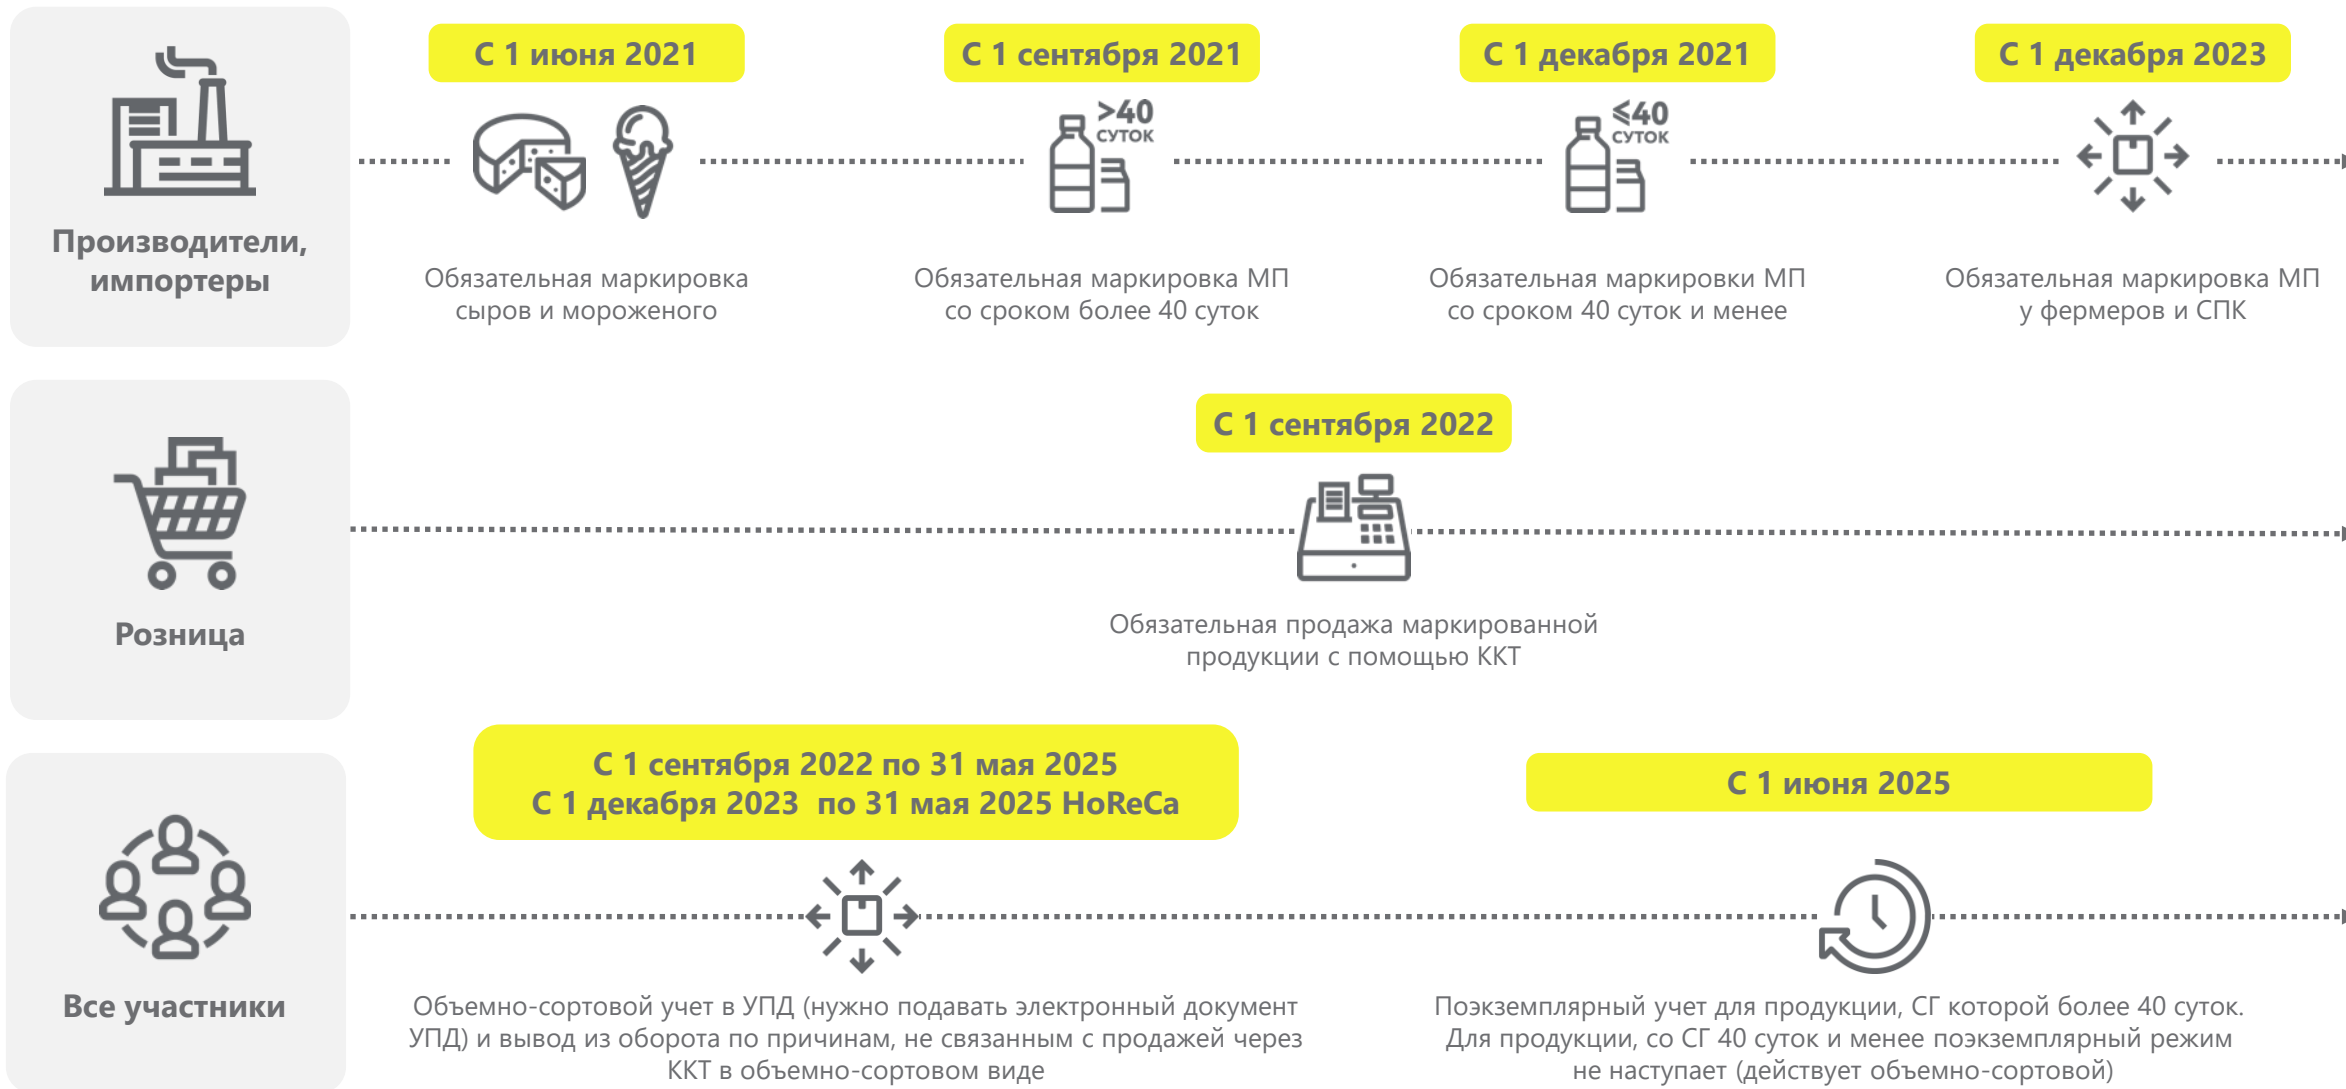 Производители,
импортеры
С 1 июня 2021
Обязательная маркировка
сыров и мороженого
С 1 сентября 2021
>40
СУТОК
Обязательная маркировка МП
со сроком более 40 суток
С 1 декабря 2021
⩽40
СУТОК
Обязательная маркировки МП
со сроком 40 суток и менее
С 1 декабря 2023
Обязательная маркировка МП
у фермеров и СПК
Розница
С 1 сентября 2022
Обязательная продажа маркированной
продукции с помощью ККТ
Все участники
С 1 сентября 2022 по 31 мая 2025
С 1 декабря 2023 по 31 мая 2025 HoReCa
Объемно-сортовой учет в УПД (нужно подавать электронный документ
УПД) и вывод из оборота по причинам, не связанным с продажей через
ККТ в объемно-сортовом виде
С 1 июня 2025
Поэкземплярный учет для продукции, СГ которой более 40 суток.
Для продукции, со СГ 40 суток и менее поэкземплярный режим
не наступает (действует объемно-сортовой)